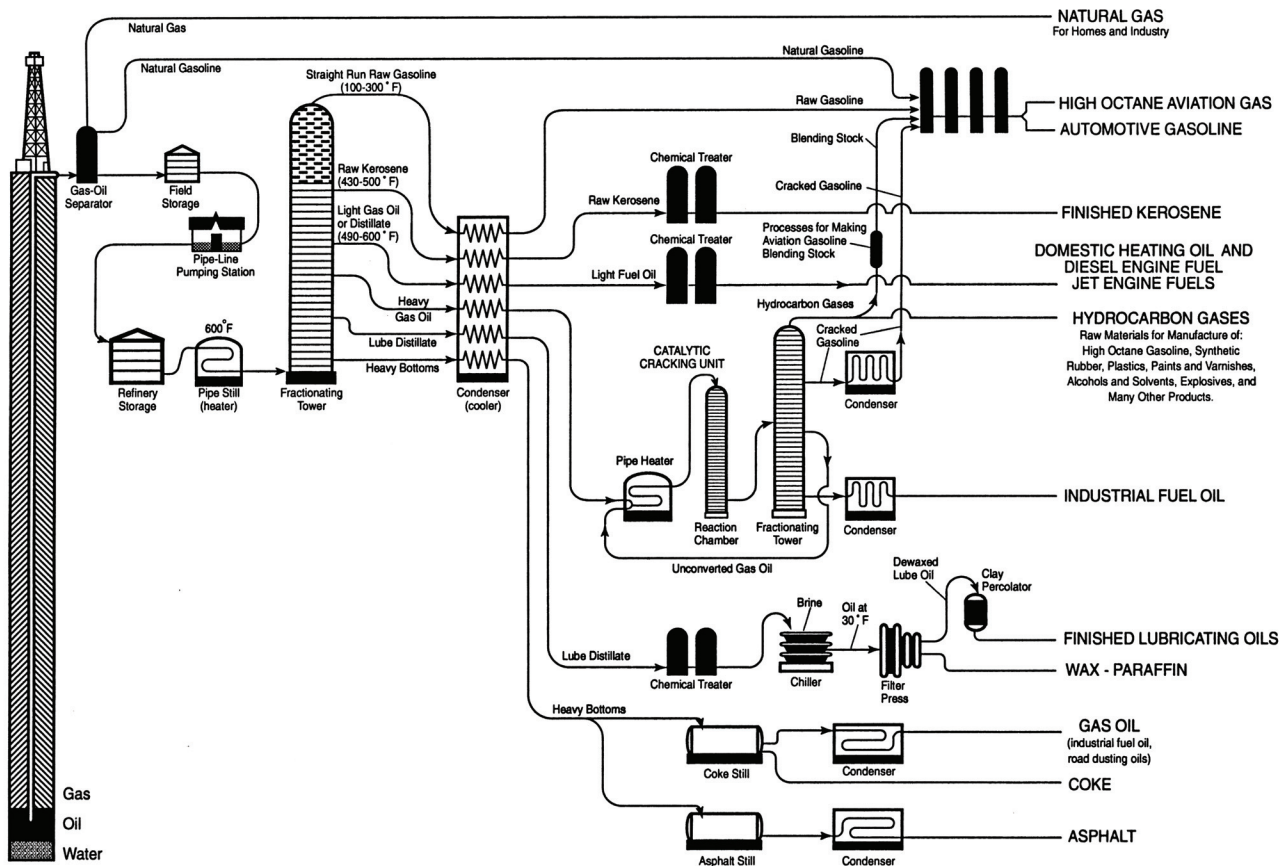 Natural Gas
NATURAL GAS
For Homes and Industry
Natural Gasoline
Natural Gasoline
Straight Run Raw Gasoline
(100-300°F)
Raw Gasoline
HIGH OCTANE AVIATION GAS
AUTOMOTIVE GASOLINE
Blending Stock
Gas-Oil
Separator
Field
Storage
Raw Kerosene
(430-500°F)
Chemical Treater
Cracked Gasoline
Raw Kerosene
FINISHED KEROSENE
Light Gas Oil
or Distillate
(490-600°F)
Condenser
Processes for Making
Aviation Gasoline
Blending Stock
Chemical Treater
Pipe-Line
Pumping Station
DOMESTIC HEATING OIL AND
DIESEL ENGINE FUEL
JET ENGINE FUELS
Light Fuel Oil
Heavy
Gas Oil
Hydrocarbon Gases
HYDROCARBON GASES
Raw Materials for Manufacture of:
High Octane Gasoline, Synthetic
Rubber, Plastics, Paints and Varnishes,
Alcohols and Solvents, Explosives, and
Many Other Products.
600°F
Lube Distillate
Cracked
Gasoline
CATALYTIC
CRACKING UNIT
Heavy Bottoms
Refinery
Storage
Pipe Still
(heater)
Fractionating
Tower
Condenser
(cooler)
Condenser
Pipe Heater
INDUSTRIAL FUEL OIL
Reaction
Chamber
Fractionating
Tower
Condenser
Unconverted Gas Oil
Dewaxed
Lube Oil
Clay
Percolator
Brine
Oil at
30°F
FINISHED LUBRICATING OILS
Lube Distillate
WAX - PARAFFIN
Chemical Treater
Chiller
Filter
Press
Heavy Bottoms
GAS OIL
(industrial fuel oil,
road dusting oils)
Coke Still
Condenser
COKE
Gas
Oil
Water
ASPHALT
Asphalt Still
Condenser